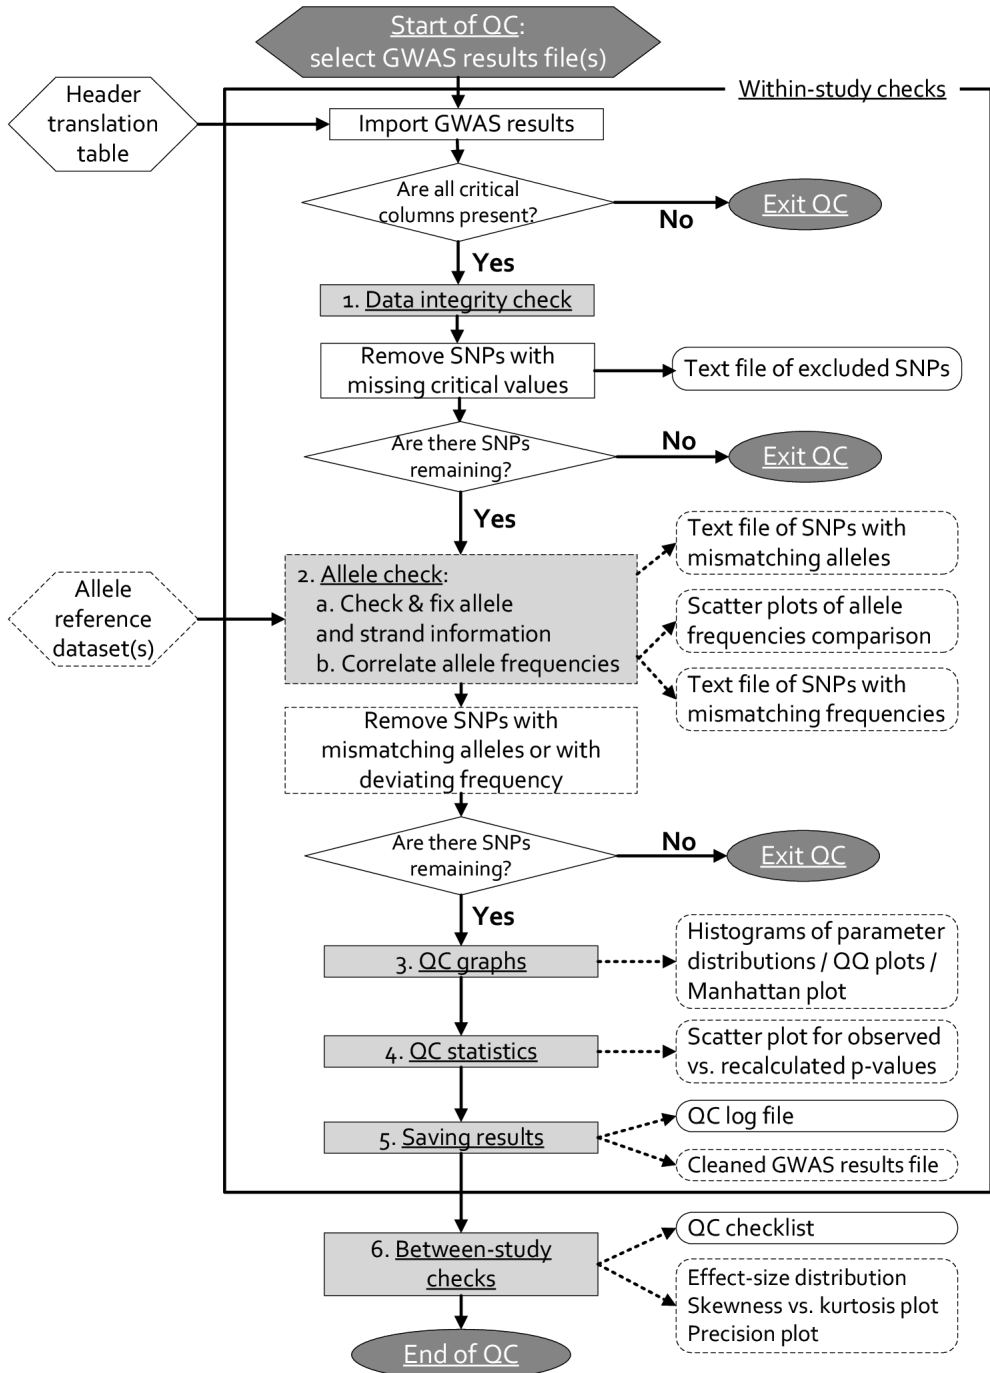 Start of QC:
select GWAS results file(s)
Within-study checks
Header
translation
table
Import GWAS results
Are all critical
columns present?
No
Exit QC
Yes
1. Data integrity check
Remove SNPs with
missing critical values
Text file of excluded SNPs
Are there SNPs
remaining?
No
Exit QC
Yes
Allele
reference
dataset(s)
2. Allele check:
a. Check & fix allele
and strand information
b. Correlate allele frequencies
Text file of SNPs with
mismatching alleles
Scatter plots of allele
frequencies comparison
Text file of SNPs with
mismatching frequencies
Remove SNPs with
mismatching alleles or with
deviating frequency
Are there SNPs
remaining?
No
Exit QC
Yes
3. QC graphs
Histograms of parameter
distributions / QQ plots /
Manhattan plot
4. QC statistics
Scatter plot for observed
vs. recalculated p-values
5. Saving results
QC log file
Cleaned GWAS results file
6. Between-study
checks
QC checklist
Effect-size distribution
Skewness vs. kurtosis plot
Precision plot
End of QC